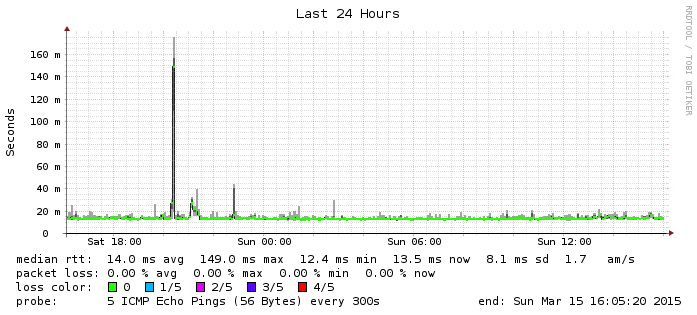 Last 24 Hours
RRDTOOL / TOBI OETIKER
Seconds
160 m
140 m
120 m
100 m
80 m
60 m
40 m
20 m
0
Sat 18:00 Sun 00:00 Sun 06:00 Sun 12:00
median rtt: 14.0 ms avg 149.0 ms max 12.4 ms min 13.5 ms now 8.1 ms sd 1.7 am/s
packet loss: 0.00 % avg 0.00 % max 0.00 % min 0.00 % now
loss color: 0 1/5 2/5 3/5 4/5
probe: 5 ICMP Echo Pings (56 Bytes) every 300s end: Sun Mar 15 16:05:20 2015